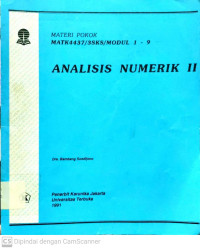 MATERI POKOK
MATK4437/3SKS/MODUL 1 - 9
ANALISIS NUMERIK II
Drs. Bambang Soedijono
Penerbit Karunika Jakarta
Universitas Terbuka
1991
CS Dipindai dengan CamScanner